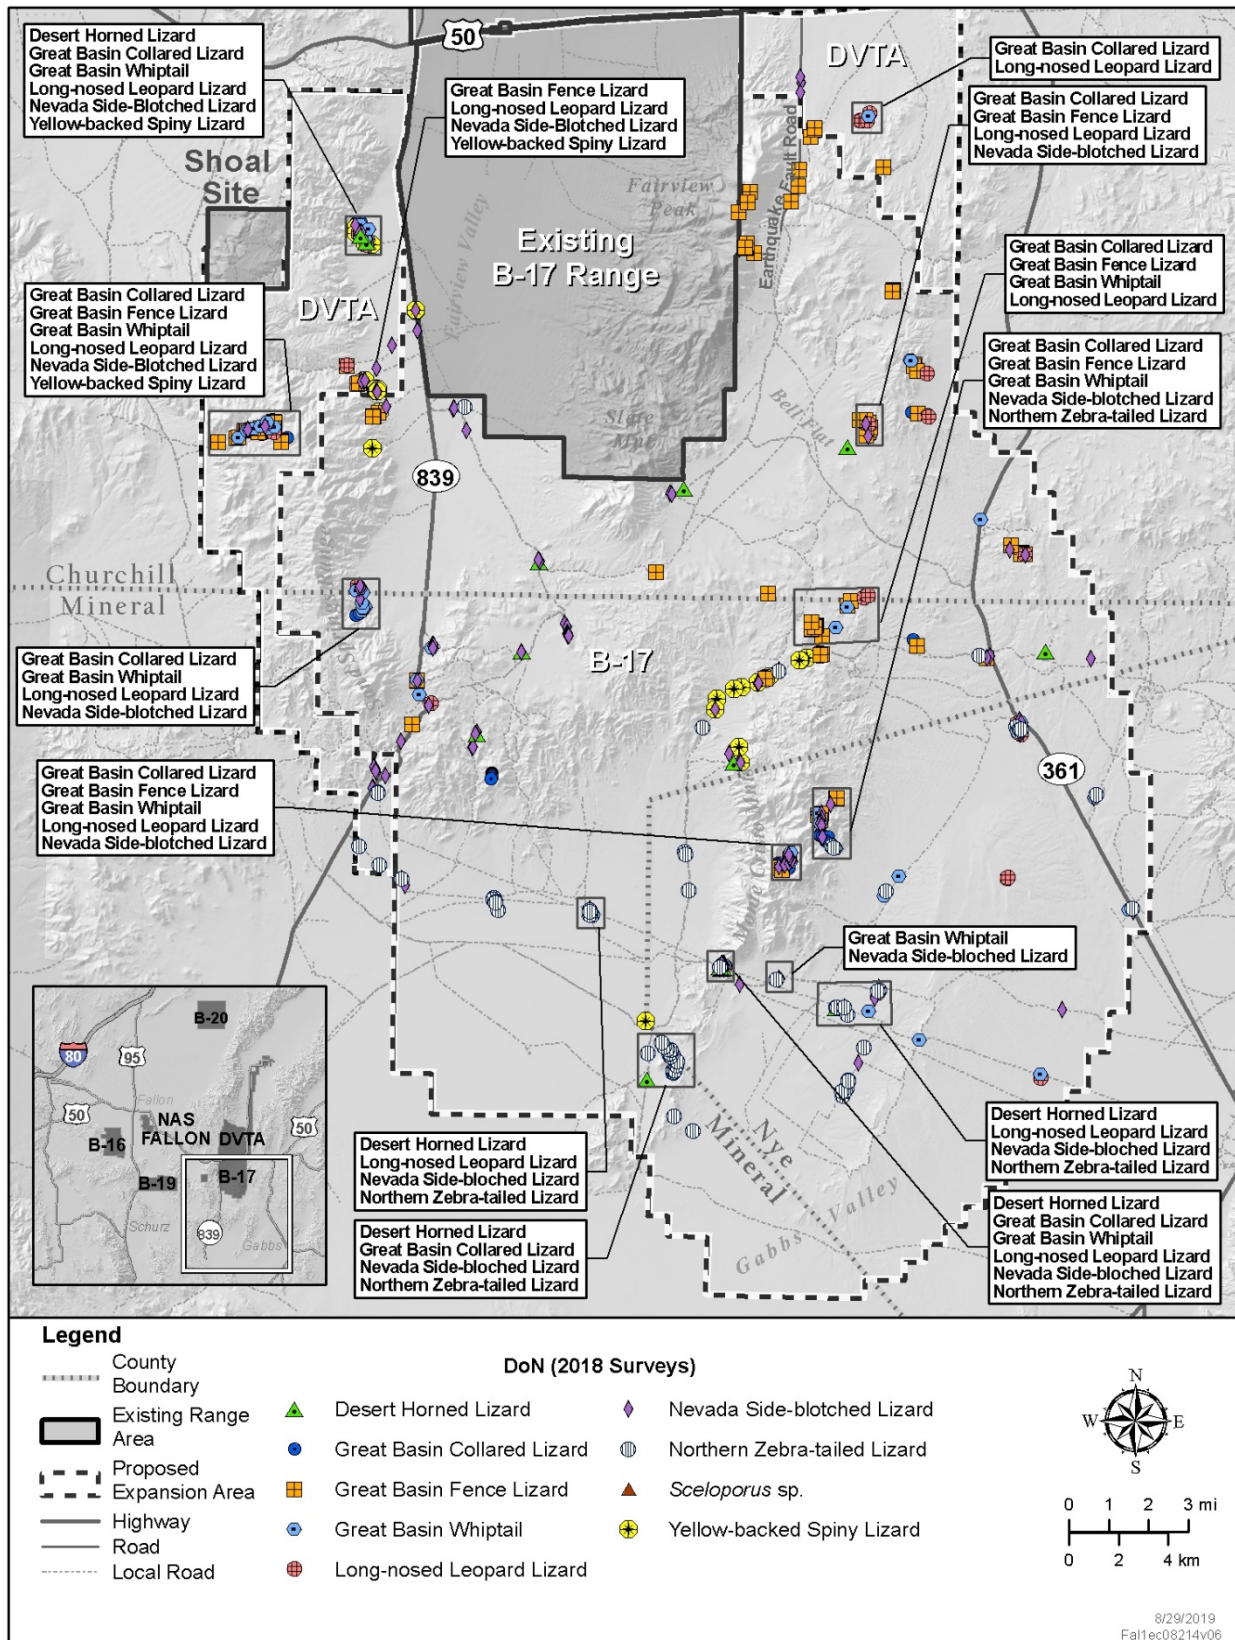 Desert Horned Lizard
Great Basin Collared Lizard
Great Basin Whiptail
Long-nosed Leopard Lizard
Nevada Side-Blotched Lizard
Yellow-backed Spiny Lizard
50
Great Basin Fence Lizard
Long-nosed Leopard Lizard
Nevada Side-Blotched Lizard
Yellow-backed Spiny Lizard
DVTA
Great Basin Collared Lizard
Long-nosed Leopard Lizard
Great Basin Collared Lizard
Great Basin Fence Lizard
Long-nosed Leopard Lizard
Nevada Side-blotched Lizard
Shoal
Site
Fairview
Peak
Earthquake Fault Road
Fairview Valley
Existing
B-17 Range
Great Basin Collared Lizard
Great Basin Fence Lizard
Great Basin Whiptail
Long-nosed Leopard Lizard
DVTA
Great Basin Collared Lizard
Great Basin Fence Lizard
Great Basin Whiptail
Long-nosed Leopard Lizard
Nevada Side-Blotched Lizard
Yellow-backed Spiny Lizard
Great Basin Collared Lizard
Great Basin Fence Lizard
Great Basin Whiptail
Nevada Side-blotched Lizard
Northern Zebra-tailed Lizard
Slate
Mtn
Bell Flat
839
Churchill
Mineral
B-17
Great Basin Collared Lizard
Great Basin Whiptail
Long-nosed Leopard Lizard
Nevada Side-blotched Lizard
361
Great Basin Collared Lizard
Great Basin Fence Lizard
Great Basin Whiptail
Long-nosed Leopard Lizard
Nevada Side-blotched Lizard
Great Basin Whiptail
Nevada Side-bloched Lizard
B-20
80
95
Fallon
50
NAS
FALLON
DVTA
50
B-16
B-19
B-17
Schurz
839
Gabbs
Desert Horned Lizard
Long-nosed Leopard Lizard
Nevada Side-bloched Lizard
Northern Zebra-tailed Lizard
Desert Horned Lizard
Great Basin Collared Lizard
Nevada Side-bloched Lizard
Northern Zebra-tailed Lizard
Nye
Mineral
Gabbs Valley
Desert Horned Lizard
Long-nosed Leopard Lizard
Nevada Side-bloched Lizard
Northern Zebra-tailed Lizard
Desert Horned Lizard
Great Basin Collared Lizard
Great Basin Whiptail
Long-nosed Leopard Lizard
Nevada Side-bloched Lizard
Northern Zebra-tailed Lizard
Legend
County
Boundary
Existing Range
Area
Proposed
Expansion Area
Highway
Road
Local Road
DoN (2018 Surveys)
Desert Horned Lizard
Great Basin Collared Lizard
Great Basin Fence Lizard
Great Basin Whiptail
Long-nosed Leopard Lizard
Nevada Side-blotched Lizard
Northern Zebra-tailed Lizard
Sceloporus sp.
Yellow-backed Spiny Lizard
N
W E
S
0 1 2 3 mi
0 2 4 km
8/29/2019
Fal1ec08214v06